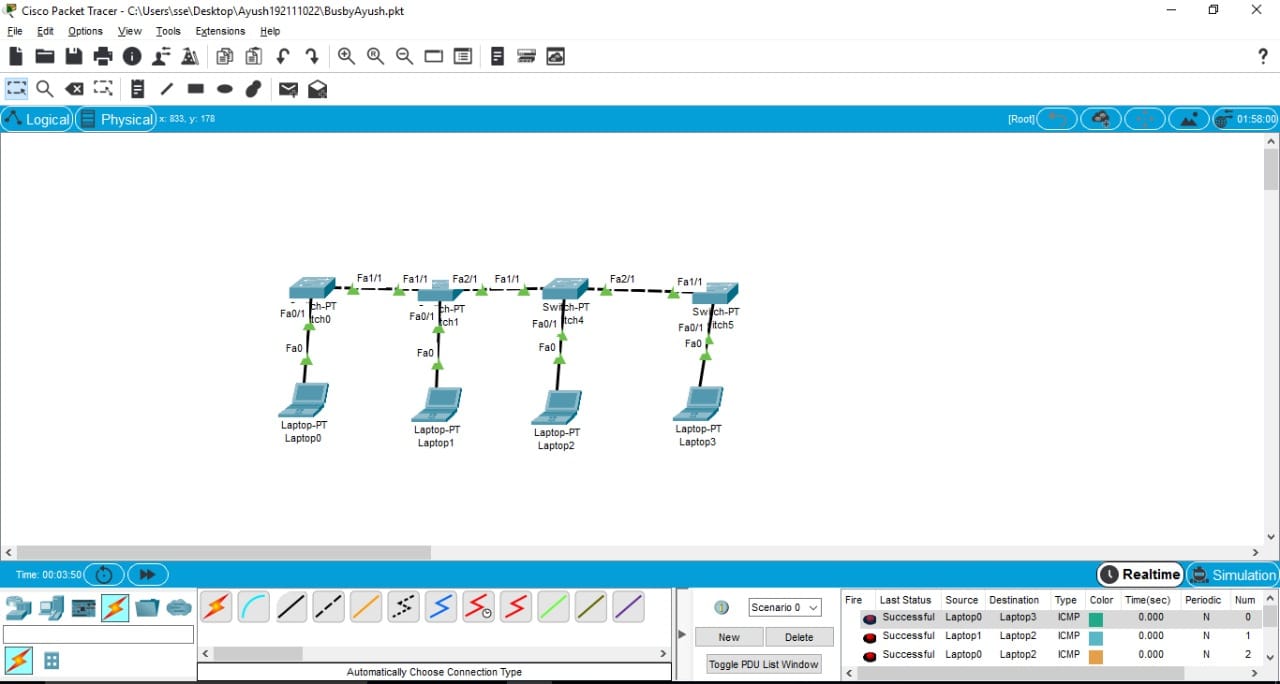 Cisco Packet Tracer - C:\Users\sse\Desktop\Ayush192111022\BusbyAyush.pkt
File Edit Options View Tools Extensions Help
?
Logical Physical x: 833, y: 178 [Root] 01:58:00
Fa1/1 Fa1/1 Fa2/1 Fa1/1 Fa2/1 Fa1/1
ch-PT ch-PT Switch-PT Switch-PT
tch0 tch1 tch4 itch5
Fa0/1 Fa0/1 Fa0/1 Fa0/1
Fa0 Fa0 Fa0 Fa0
Laptop-PT Laptop-PT Laptop-PT Laptop-PT
Laptop0 Laptop1 Laptop2 Laptop3
Time: 00:03:50 Realtime Simulation
Scenario 0
New Delete
Toggle PDU List Window
Fire Last Status Source Destination Type Color Time(sec) Periodic Num
Successful Laptop0 Laptop3 ICMP 0.000 N 0
Successful Laptop1 Laptop2 ICMP 0.000 N 1
Successful Laptop0 Laptop2 ICMP 0.000 N 2
Automatically Choose Connection Type